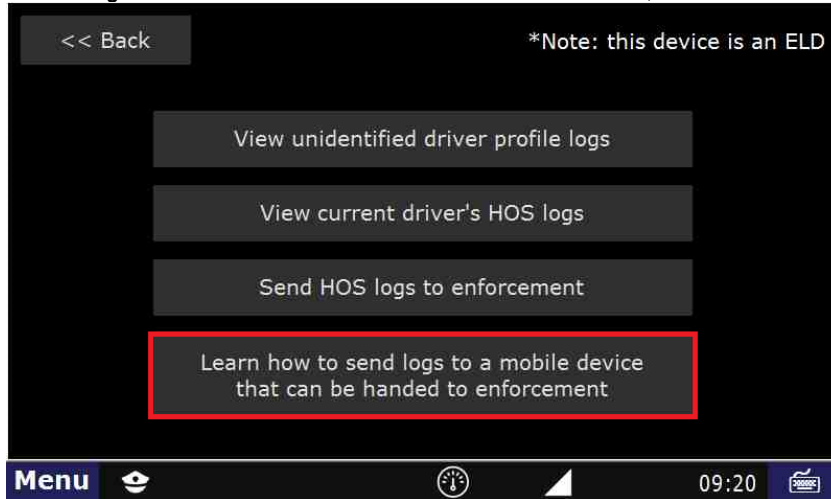 << Back
*Note: this device is an ELD
View unidentified driver profile logs
View current driver's HOS logs
Send HOS logs to enforcement
Learn how to send logs to a mobile device
that can be handed to enforcement
Menu
09:20